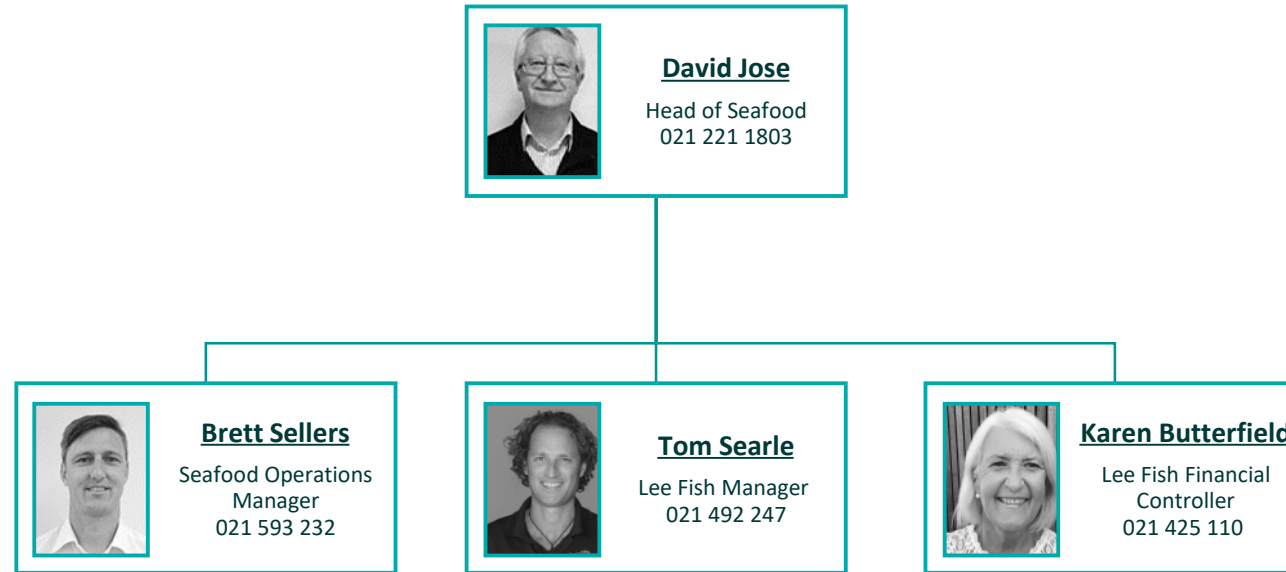 David Jose
Head of Seafood
021 221 1803
Brett Sellers
Seafood Operations
Manager
021 593 232
Tom Searle
Lee Fish Manager
021 492 247
Karen Butterfield
Lee Fish Financial
Controller
021 425 110